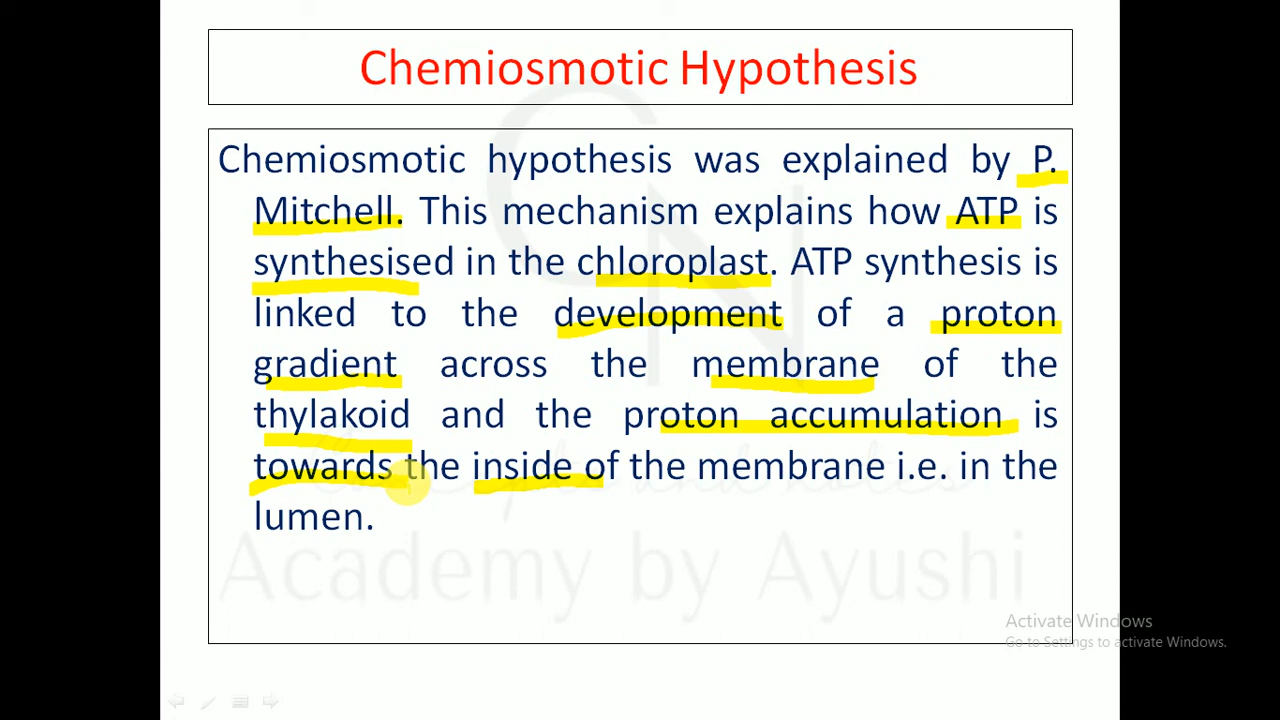 Chemiosmotic Hypothesis
Chemiosmotic hypothesis was explained by P.
Mitchell. This mechanism explains how ATP is
synthesised in the chloroplast. ATP synthesis is
linked to the development of a proton
gradient across the membrane of the
thylakoid and the proton accumulation is
towards the inside of the membrane i.e. in the
lumen.
Academy by Ayushi
Activate Windows
Go to Settings to activate Windows.